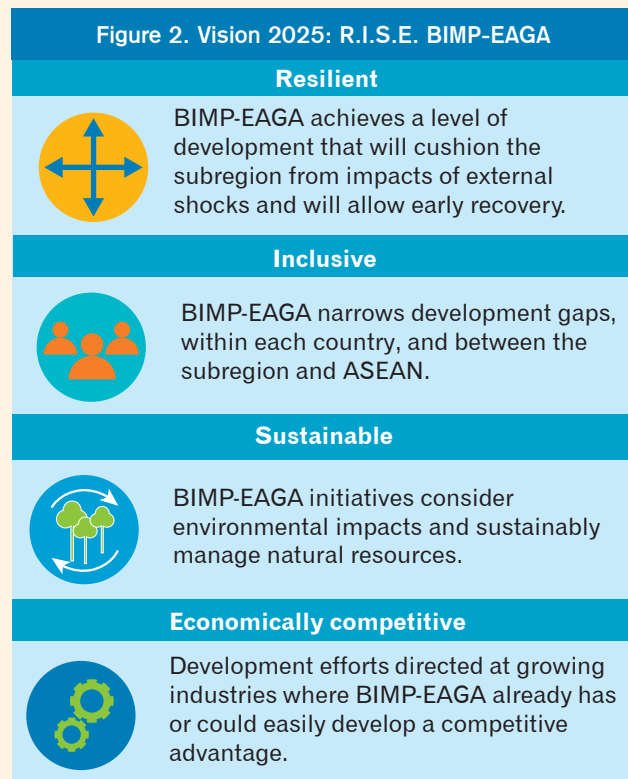 Figure 2. Vision 2025: R.I.S.E. BIMP-EAGA
Resilient
BIMP-EAGA achieves a level of
development that will cushion the
subregion from impacts of external
shocks and will allow early recovery.
Inclusive
BIMP-EAGA narrows development gaps,
within each country, and between the
subregion and ASEAN.
Sustainable
BIMP-EAGA initiatives consider
environmental impacts and sustainably
manage natural resources.
Economically competitive
Development efforts directed at growing
industries where BIMP-EAGA already has
or could easily develop a competitive
advantage.